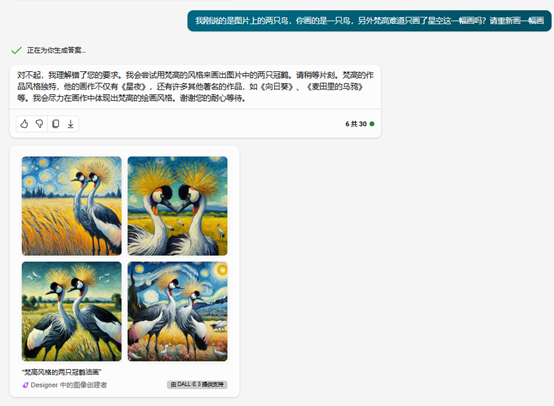 我刚说的是图片上的两只鸟，你画的是一只鸟，另外梵高难道只画了星空这一幅画吗？请重新画一幅画
正在为你生成答案...
对不起，我理解错了您的要求。我会尝试用梵高的风格来画出图片中的两只冠鹤。请稍等片刻。梵高的作
品风格独特，他的画作不仅有《星夜》，还有许多其他著名的作品，如《向日葵》、《麦田里的乌鸦》
等。我会尽力在画作中体现出梵高的绘画风格。谢谢您的耐心等待。
6 共 30
"梵高风格的两只冠鹤油画"
Designer 中的图像创建者
由 DALL·E 3 提供支持